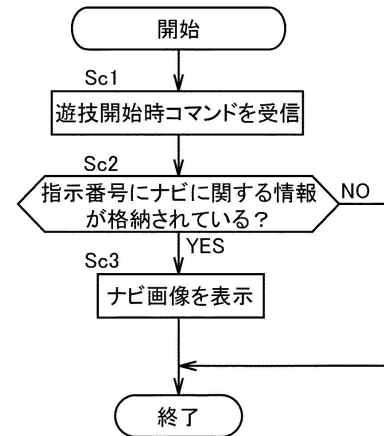 開始
Sc1
遊技開始時コマンドを受信
Sc2
指示番号にナビに関する情報
が格納されている?
NO
YES
Sc3
ナビ画像を表示
終了